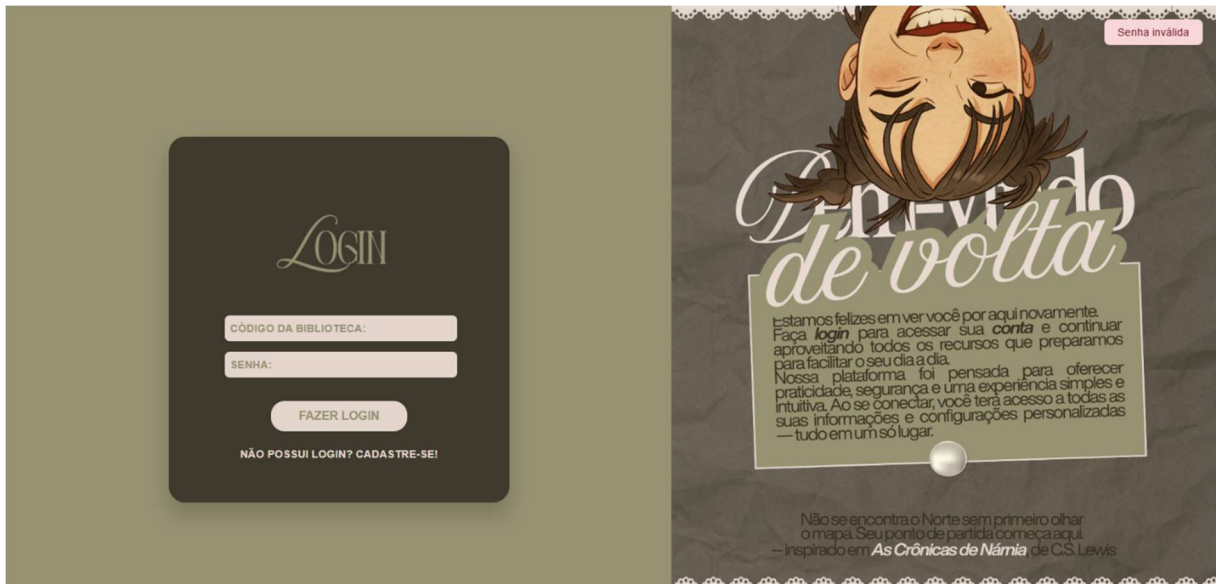 LOGIN
CÓDIGO DA BIBLIOTECA:
SENHA:
FAZER LOGIN
NÃO POSSUI LOGIN? CADASTRE-SE!
Senha inválida
Bem-vindo
de volta
Estamos felizes em ver você por aqui novamente.
Faça login para acessar sua conta e continuar
aproveitando todos os recursos que preparamos
para facilitar o seu dia a dia.
Nossa plataforma foi pensada para oferecer
praticidade, segurança e uma experiência simples e
intuitiva. Ao se conectar, você terá acesso a todas as
suas informações e configurações personalizadas
— tudo em um só lugar.
Não se encontra o Norte sem primeiro olhar
o mapa. Seu ponto de partida começa aqui.
– inspirado em As Crônicas de Nárnia, de C.S. Lewis